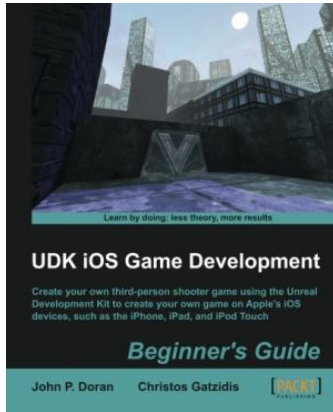 Learn by doing: less theory, more results
UDK iOS Game Development
Create your own third-person shooter game using the Unreal
Development Kit to create your own game on Apple's iOS
devices, such as the iPhone, iPad, and iPod Touch
Beginner's Guide
John P. Doran Christos Gatzidis
[PACKT]
PUBLISHING